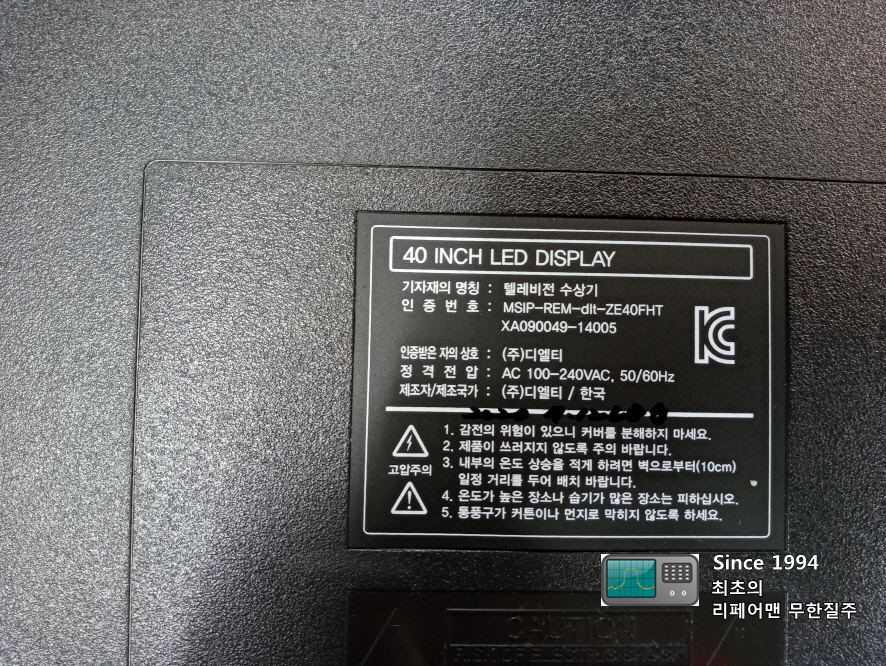 40 INCH LED DISPLAY
기자재의 명칭 : 텔레비전 수상기
인 증 번 호 : MSIP-REM-dlt-ZE40FHT
XA090049-14005
인증받은 자의 상호 : (주)디엘티
정 격 전 압 : AC 100-240VAC, 50/60Hz
제조자/제조국가 : (주)디엘티 / 한국
1. 감전의 위험이 있으니 커버를 분해하지 마세요.
2. 제품이 쓰러지지 않도록 주의 바랍니다.
고압주의
3. 내부의 온도 상승을 적게 하려면 벽으로부터(10cm)
일정 거리를 두어 배치 바랍니다.
4. 온도가 높은 장소나 습기가 많은 장소는 피하십시오.
5. 통풍구가 커튼이나 먼지로 막히지 않도록 하세요.
Since 1994
최초의
리페어맨 무한질주
CAUTION